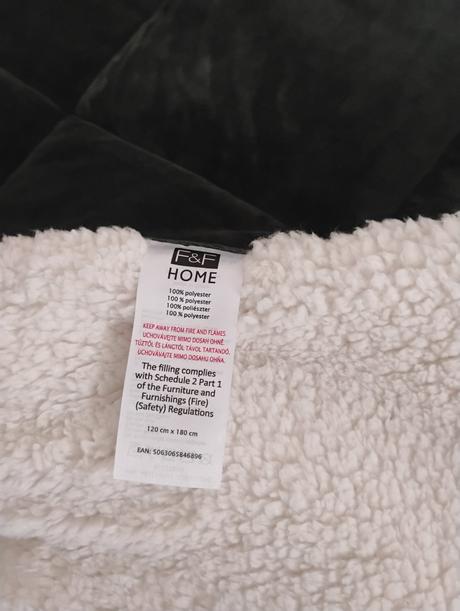 F&F
HOME
100% polyester
100 % polyester
100% poliészter
100 % polyester
KEEP AWAY FROM FIRE AND FLAMES
UCHOVÁVEJTE MIMO DOSAH OHNĚ.
TŰZTŐL ÉS LÁNGTÓL TÁVOL TARTANDÓ.
UCHOVÁVAJTE MIMO DOSAHU OHŇA.
The filling complies
with Schedule 2 Part 1
of the Furniture and
Furnishings (Fire)
(Safety) Regulations
120 cm x 180 cm
EAN: 5063065846896